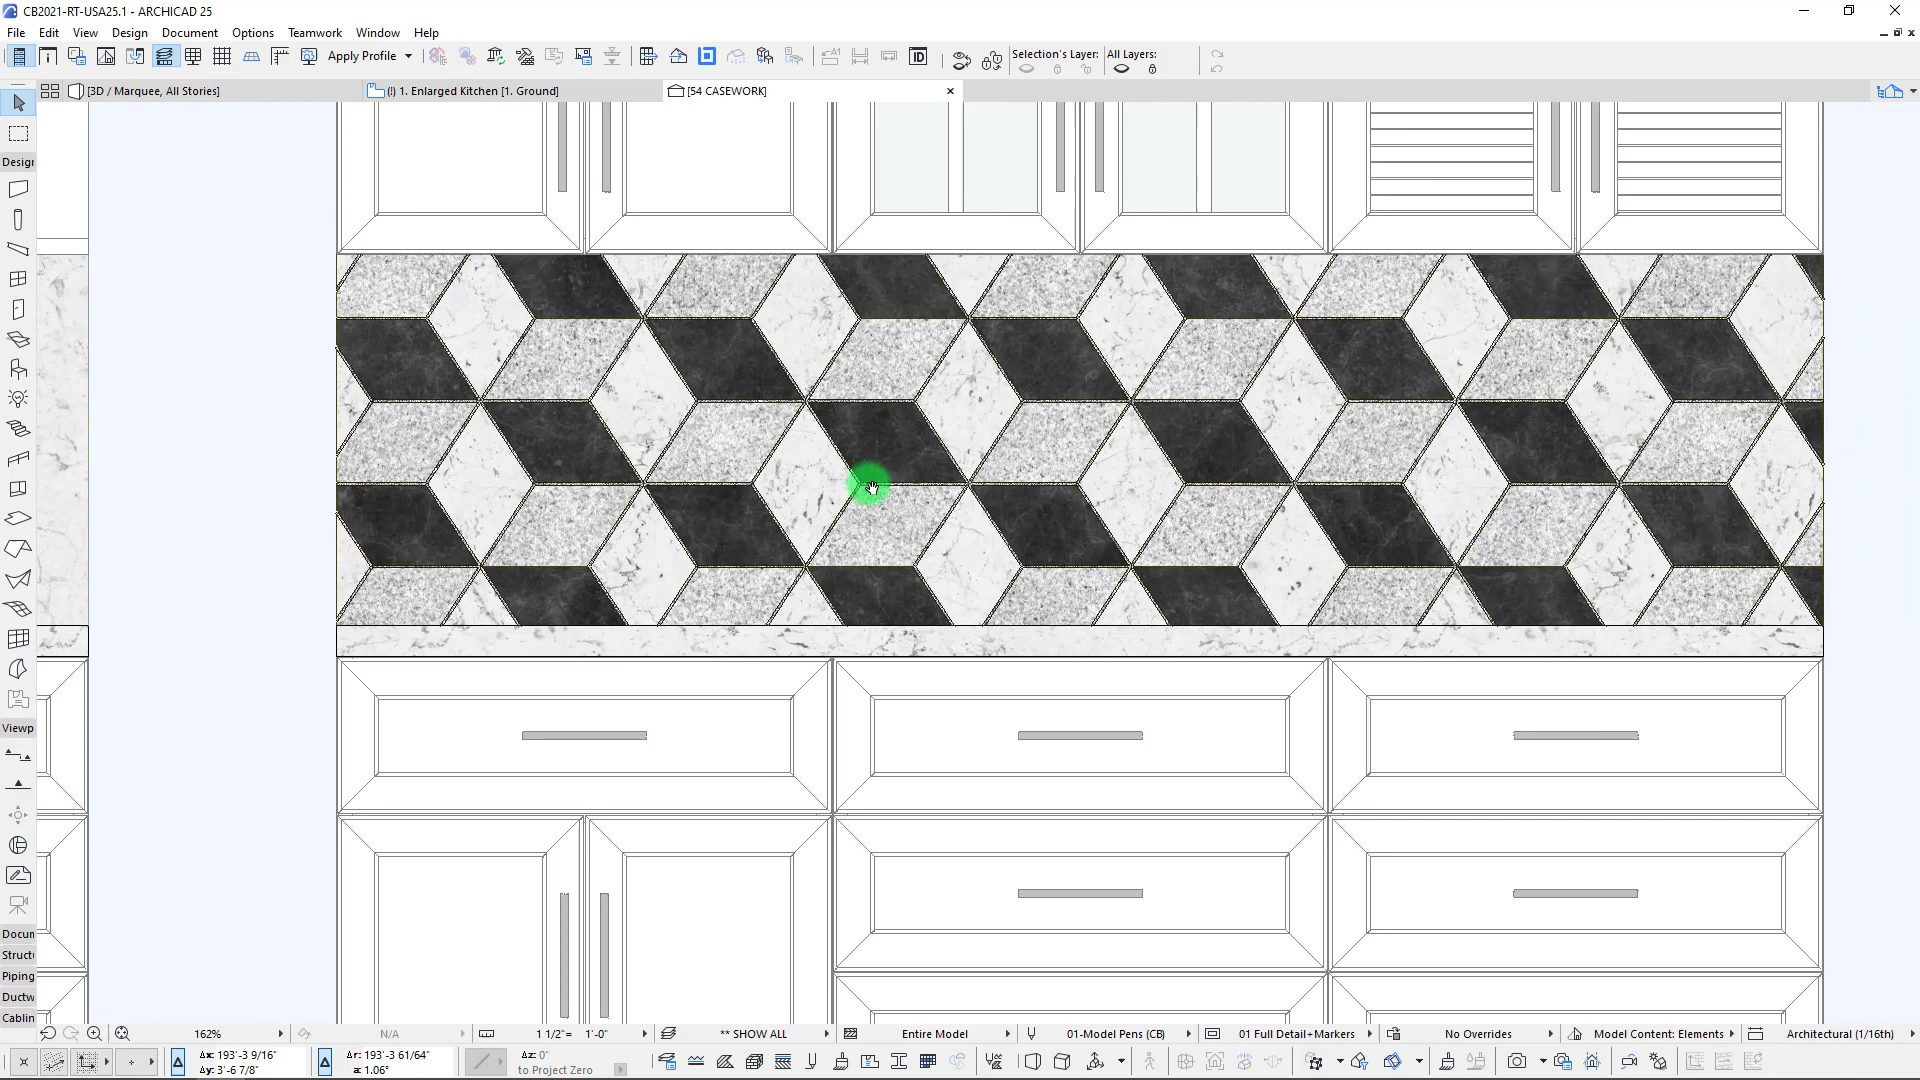 CB2021-RT-USA25.1 - ARCHICAD 25
File Edit View Design Document Options Teamwork Window Help
Apply Profile
Selection's Layer:
All Layers:
[3D / Marquee, All Stories]
(!) 1. Enlarged Kitchen [1. Ground]
[54 CASEWORK]
Design
Viewp
Docum
Structu
Piping
Ductw
Cablin
162%
N/A
1 1/2"= 1'-0"
** SHOW ALL
Entire Model
01-Model Pens (CB)
01 Full Detail+Markers
No Overrides
Model Content: Elements
Architectural (1/16th)
Δx: 193'-3 9/16"
Δy: 3'-6 7/8"
Δr: 193'-3 61/64"
a: 1.06°
Δz: 0"
to Project Zero
ID